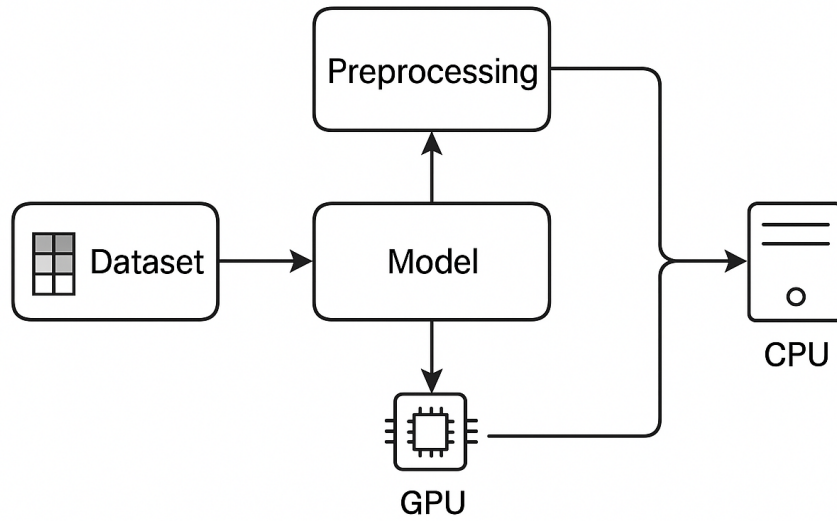 Preprocessing
Dataset
Model
CPU
GPU